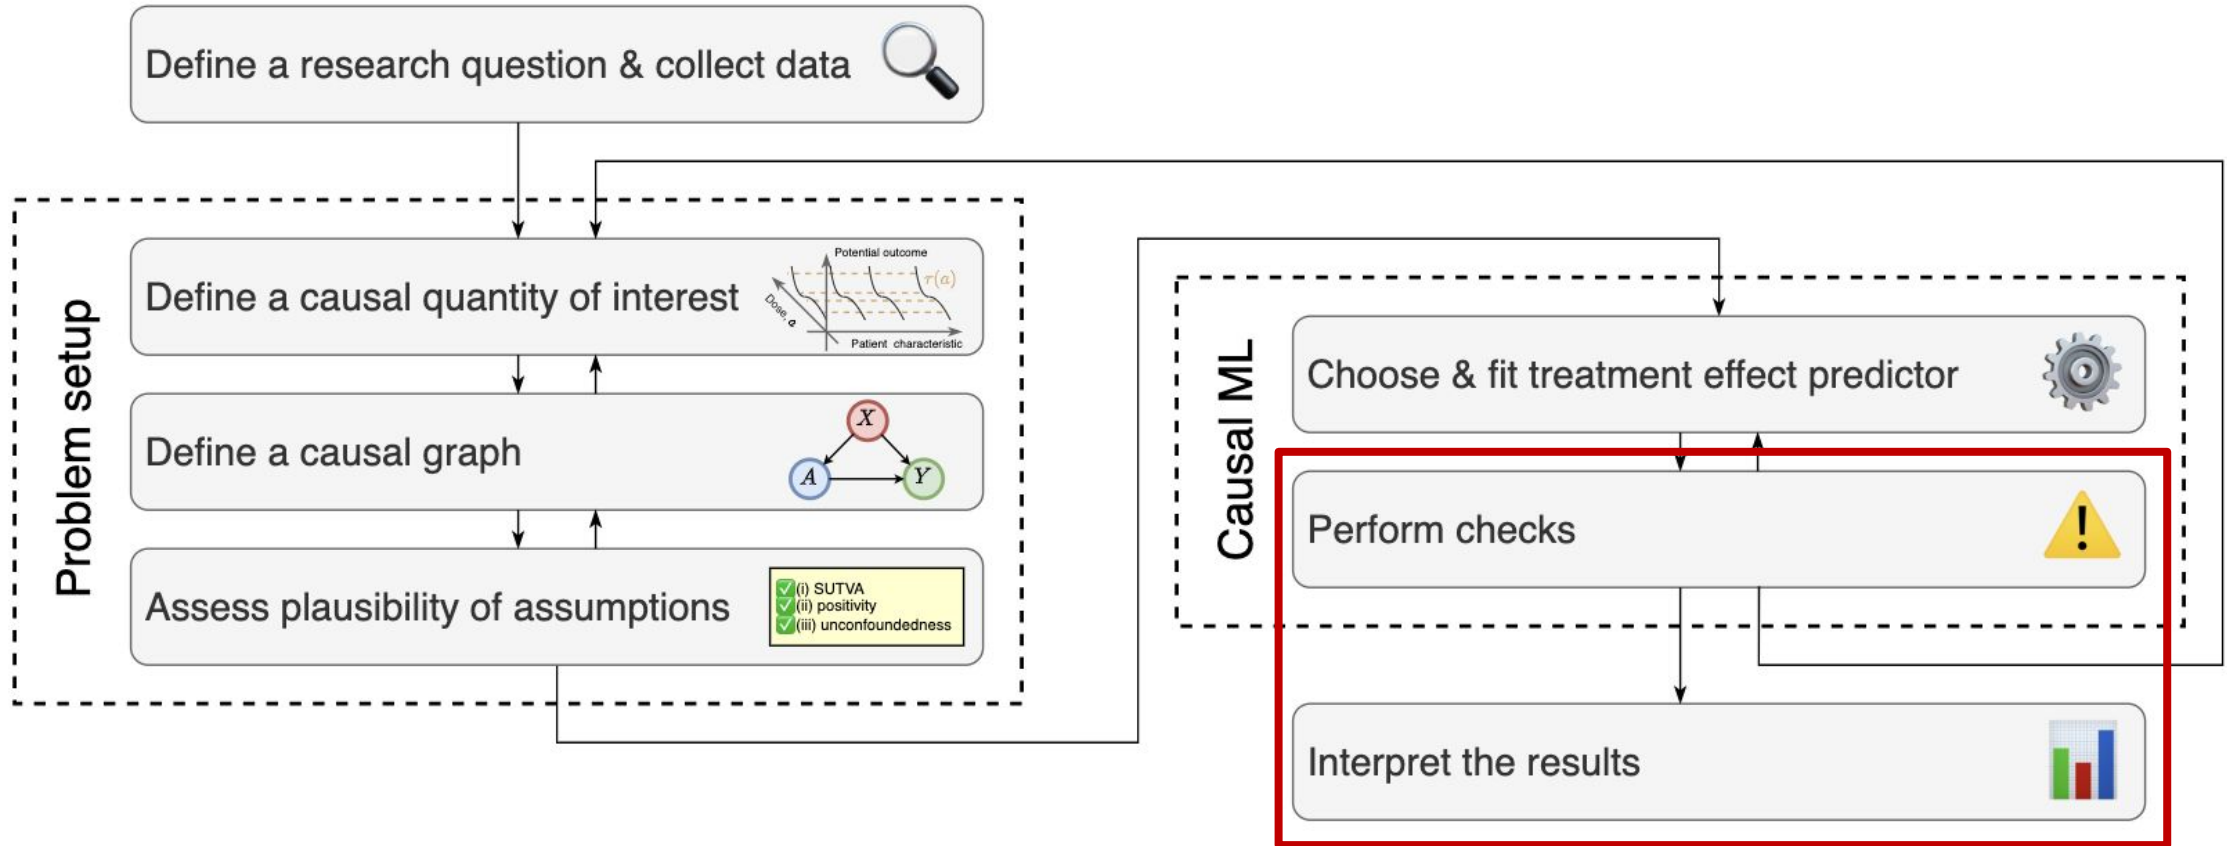 Define a research question & collect data
Problem setup
Define a causal quantity of interest
Potential outcome
τ(a)
Dose, a
Patient characteristic
Define a causal graph
X
A
Y
Assess plausibility of assumptions
(i) SUTVA
(ii) positivity
(iii) unconfoundedness
Causal ML
Choose & fit treatment effect predictor
Perform checks
Interpret the results